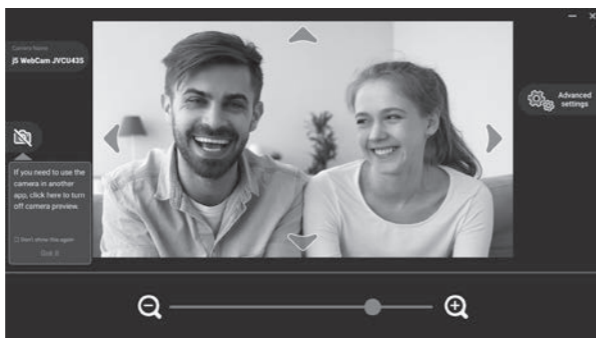 Camera Name
j5 WebCam JVCU435
Advanced
settings
If you need to use the
camera in another
app, click here to turn
off camera preview.
Don't show this again
Got it